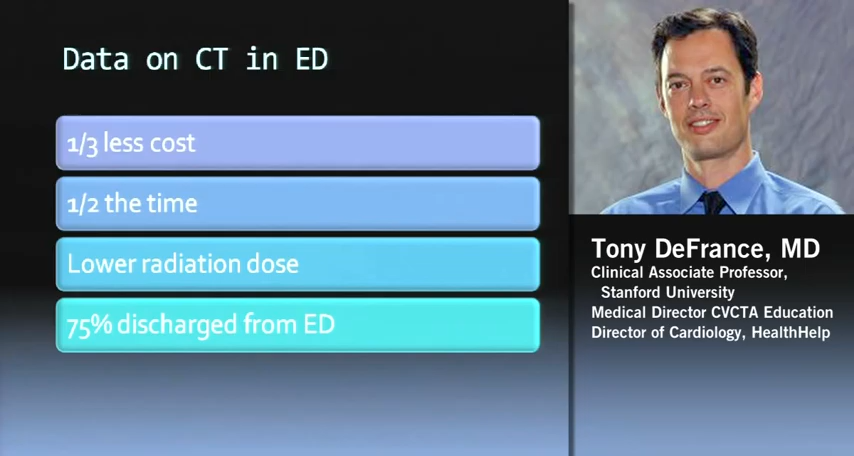 Data on CT in ED
1/3 less cost
1/2 the time
Lower radiation dose
75% discharged from ED
Tony DeFrance, MD
Clinical Associate Professor,
Stanford University
Medical Director CVCTA Education
Director of Cardiology, HealthHelp